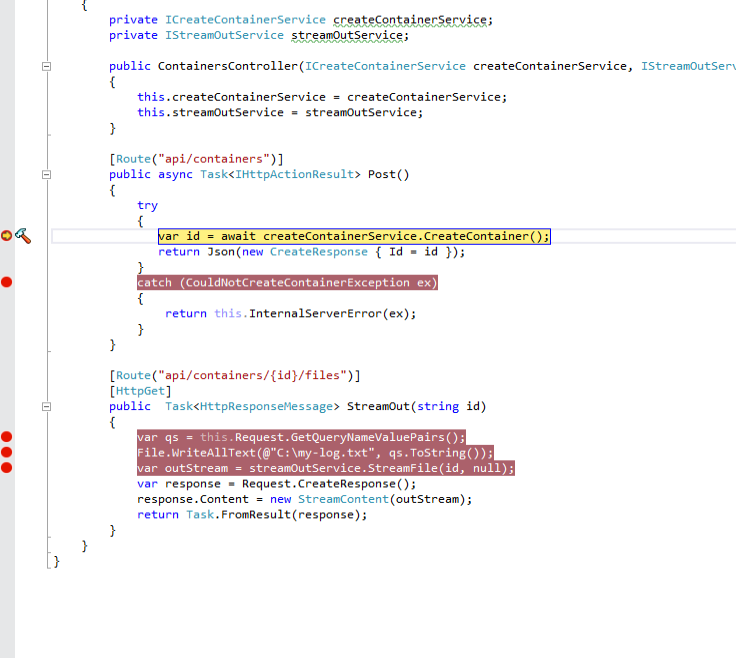 {
private ICreateContainerService createContainerService;
private IStreamOutService streamOutService;
public ContainersController(ICreateContainerService createContainerService, IStreamOutServ
{
this.createContainerService = createContainerService;
this.streamOutService = streamOutService;
}
[Route("api/containers")]
public async Task<IHttpActionResult> Post()
{
try
{
var id = await createContainerService.CreateContainer();
return Json(new CreateResponse { Id = id });
}
catch (CouldNotCreateContainerException ex)
{
return this.InternalServerError(ex);
}
}
[Route("api/containers/{id}/files")]
[HttpGet]
public  Task<HttpResponseMessage> StreamOut(string id)
{
var qs = this.Request.GetQueryNameValuePairs();
File.WriteAllText(@"C:\my-log.txt", qs.ToString());
var outStream = streamOutService.StreamFile(id, null);
var response = Request.CreateResponse();
response.Content = new StreamContent(outStream);
return Task.FromResult(response);
}
}
}